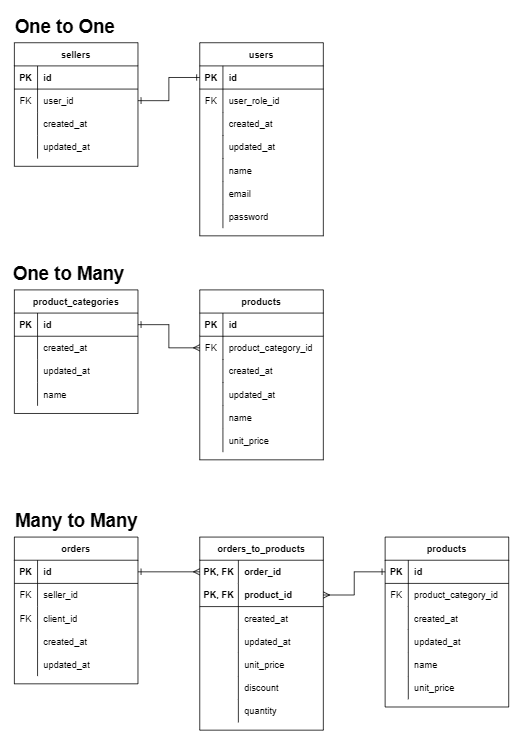 One to One
sellers
PK id
FK user_id
created_at
updated_at
users
PK id
FK user_role_id
created_at
updated_at
name
email
password
One to Many
product_categories
PK id
created_at
updated_at
name
products
PK id
FK product_category_id
created_at
updated_at
name
unit_price
Many to Many
orders
PK id
FK seller_id
FK client_id
created_at
updated_at
orders_to_products
PK, FK order_id
PK, FK product_id
created_at
updated_at
unit_price
discount
quantity
products
PK id
FK product_category_id
created_at
updated_at
name
unit_price